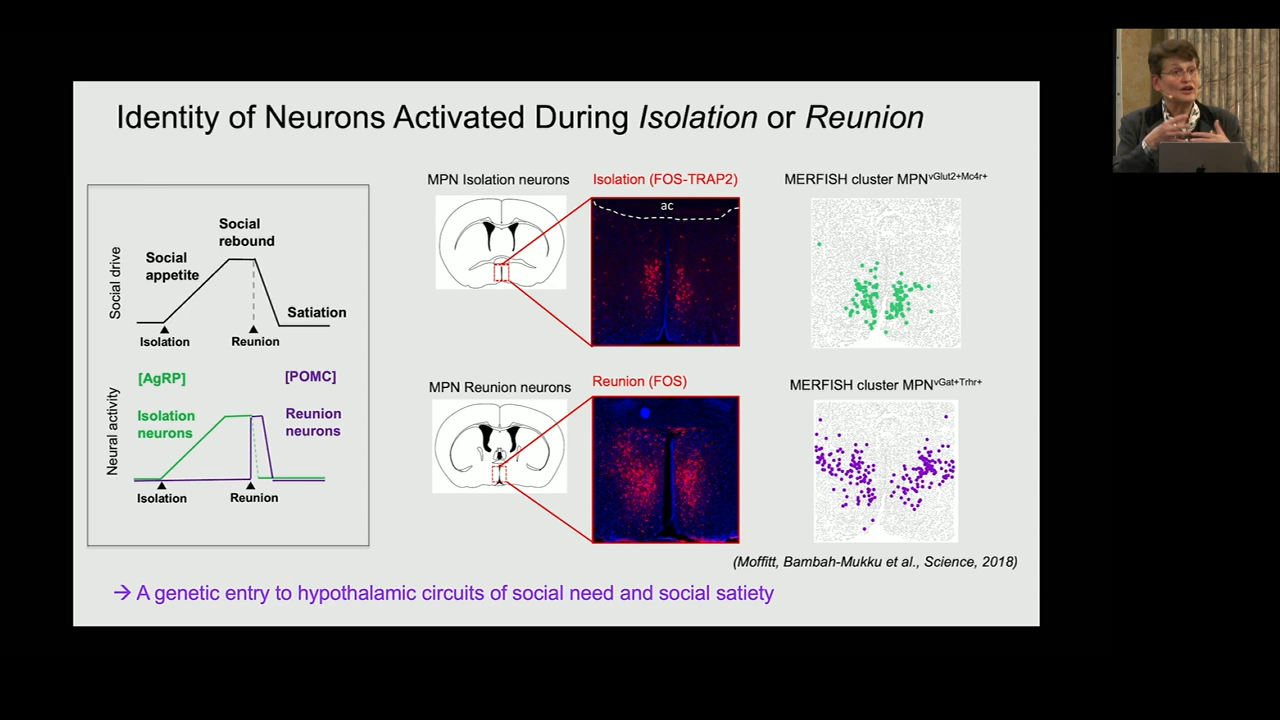 Identity of Neurons Activated During Isolation or Reunion
Social drive
Social
appetite
Social
rebound
Satiation
Isolation
Reunion
[AgRP]
[POMC]
Neural activity
Isolation
neurons
Reunion
neurons
Isolation
Reunion
MPN Isolation neurons
Isolation (FOS-TRAP2)
MERFISH cluster MPNvGlut2+Mc4r+
ac
MPN Reunion neurons
Reunion (FOS)
MERFISH cluster MPNvGat+Trhr+
(Moffitt, Bambah-Mukku et al., Science, 2018)
→ A genetic entry to hypothalamic circuits of social need and social satiety